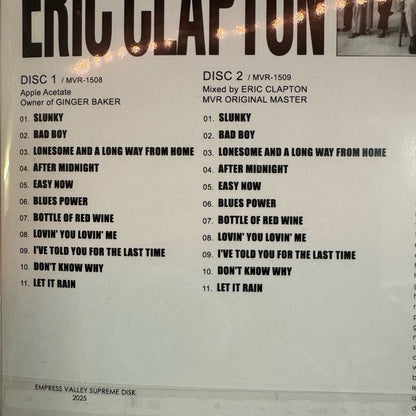 ERIC CLAPTON
DISC 1 / MVR-1508
Apple Acetate
Owner of GINGER BAKER
01. SLUNKY
02. BAD BOY
03. LONESOME AND A LONG WAY FROM HOME
04. AFTER MIDNIGHT
05. EASY NOW
06. BLUES POWER
07. BOTTLE OF RED WINE
08. LOVIN' YOU LOVIN' ME
09. I'VE TOLD YOU FOR THE LAST TIME
10. DON'T KNOW WHY
11. LET IT RAIN
DISC 2 / MVR-1509
Mixed by ERIC CLAPTON
MVR ORIGINAL MASTER
01. SLUNKY
02. BAD BOY
03. LONESOME AND A LONG WAY FROM HOME
04. AFTER MIDNIGHT
05. EASY NOW
06. BLUES POWER
07. BOTTLE OF RED WINE
08. LOVIN' YOU LOVIN' ME
09. I'VE TOLD YOU FOR THE LAST TIME
10. DON'T KNOW WHY
11. LET IT RAIN
EMPRESS VALLEY SUPREME DISK
2025